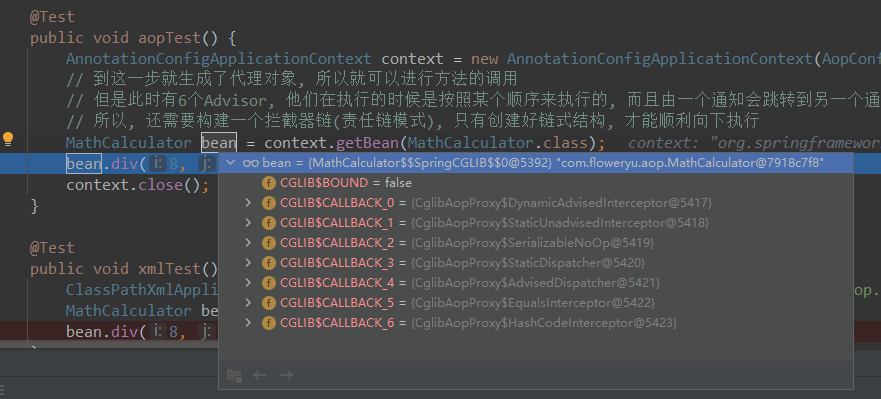 @Test
public void aopTest() {
AnnotationConfigApplicationContext context = new AnnotationConfigApplicationContext(AopConf
// 到这一步就生成了代理对象, 所以就可以进行方法的调用
// 但是此时有6个Advisor, 他们在执行的时候是按照某个顺序来执行的, 而且由一个通知会跳转到另一个通
// 所以, 还需要构建一个拦截器链(责任链模式), 只有创建好链式结构, 才能顺利向下执行
MathCalculator bean = context.getBean(MathCalculator.class); context: "org.springframewor
bean.div( i: 8, j:
bean = {MathCalculator$$SpringCGLIB$$0@5392} "com.floweryu.aop.MathCalculator@7918c7f8"
context.close();
f CGLIB$BOUND = false
}
f CGLIB$CALLBACK_0 = {CglibAopProxy$DynamicAdvisedInterceptor@5417}
f CGLIB$CALLBACK_1 = {CglibAopProxy$StaticUnadvisedInterceptor@5418}
@Test
f CGLIB$CALLBACK_2 = {CglibAopProxy$SerializableNoOp@5419}
public void xmlTest()
f CGLIB$CALLBACK_3 = {CglibAopProxy$StaticDispatcher@5420}
ClassPathXmlAppli
f CGLIB$CALLBACK_4 = {CglibAopProxy$AdvisedDispatcher@5421}
op.
MathCalculator be
f CGLIB$CALLBACK_5 = {CglibAopProxy$EqualsInterceptor@5422}
bean.div( i: 8, j:
f CGLIB$CALLBACK_6 = {CglibAopProxy$HashCodeInterceptor@5423}